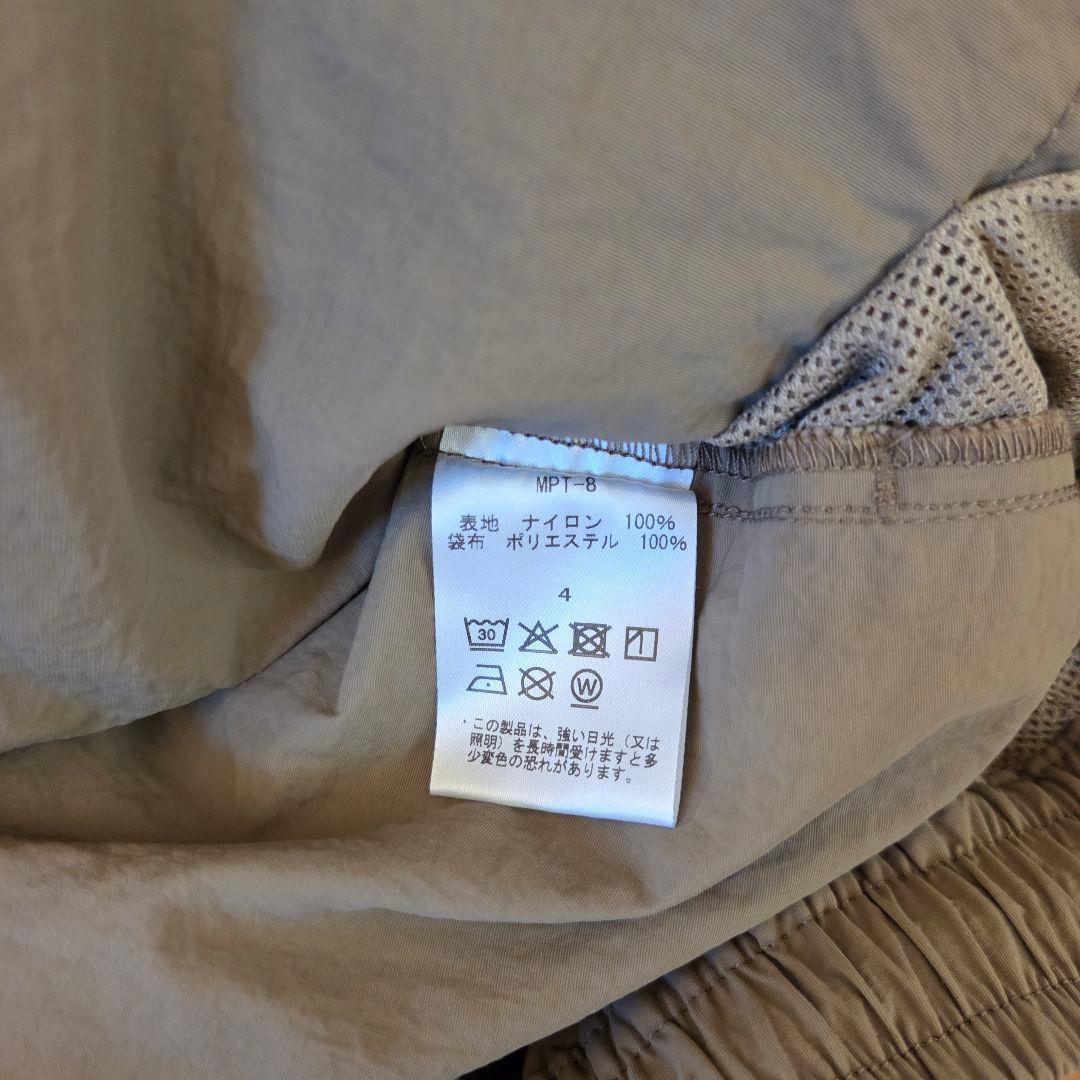 MPT-8
表地 ナイロン 100%
袋布 ポリエステル 100%
4
30
W
・この製品は、強い日光（又は
照明）を長時間受けますと多
少変色の恐れがあります。